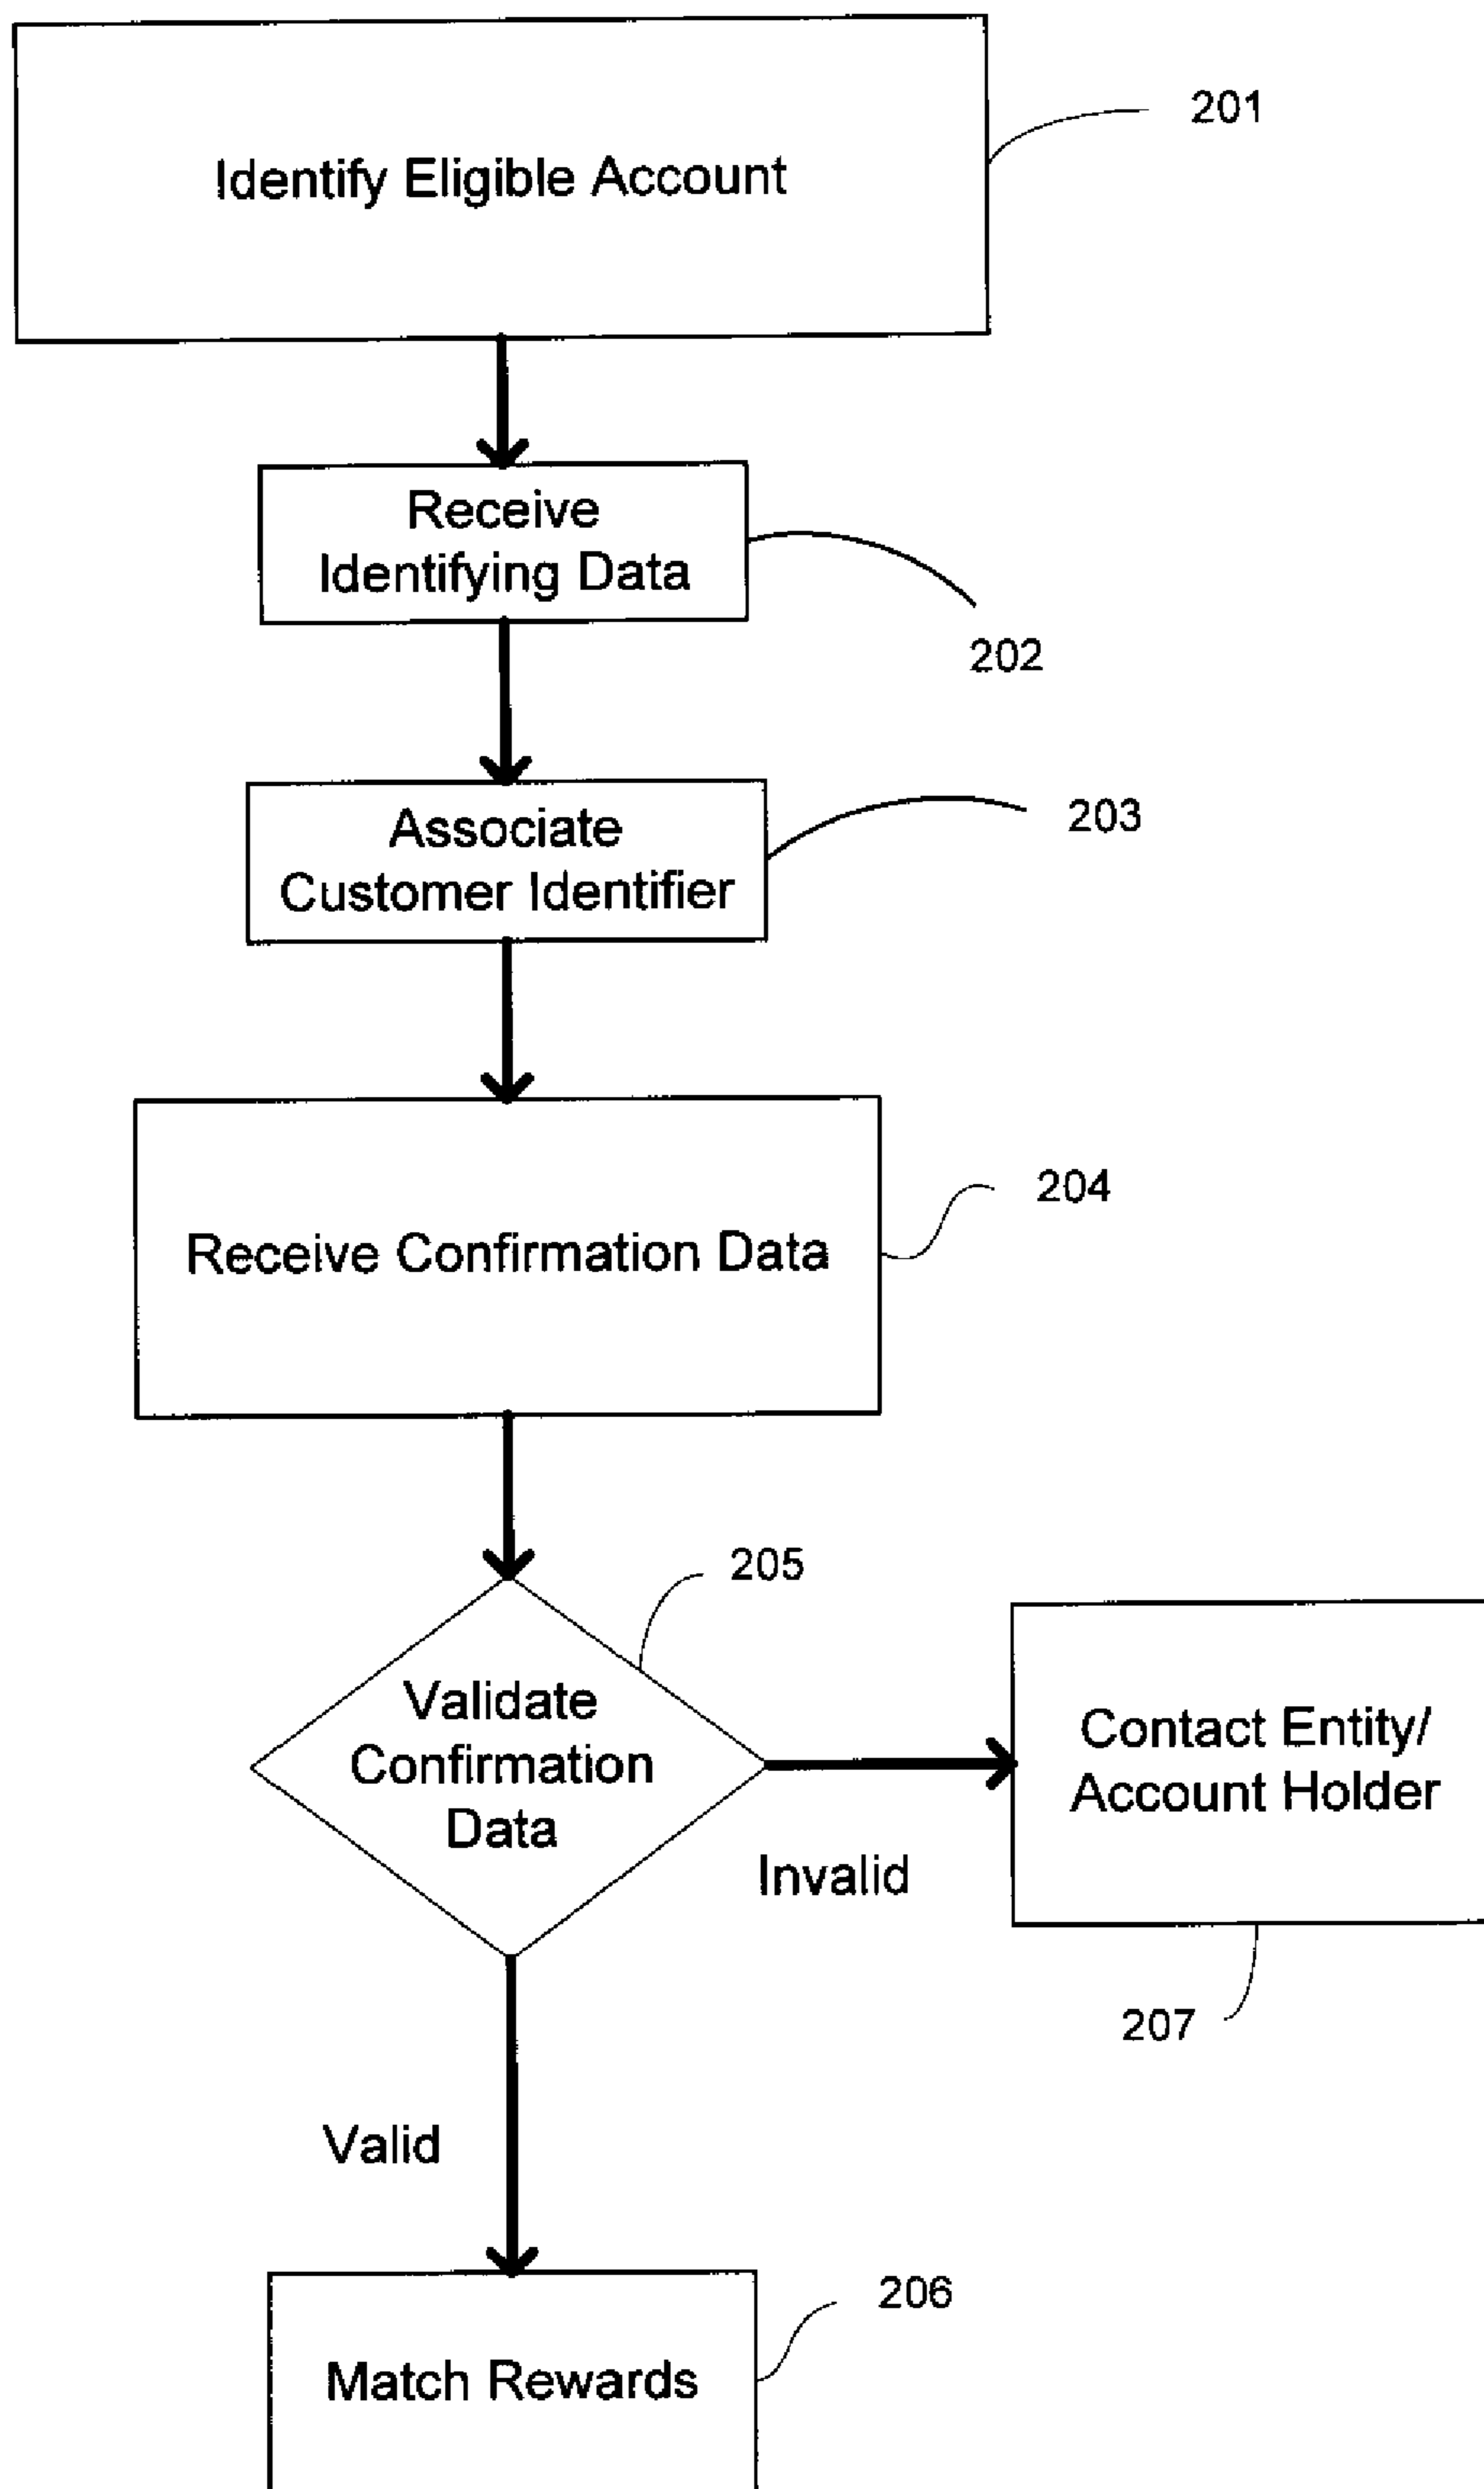 Identify Eligible Account
201
Receive
Identifying Data
202
Associate
Customer Identifier
203
Receive Confirmation Data
204
205
Validate
Confirmation
Data
Invalid
Contact Entity/
Account Holder
207
Valid
206
Match Rewards